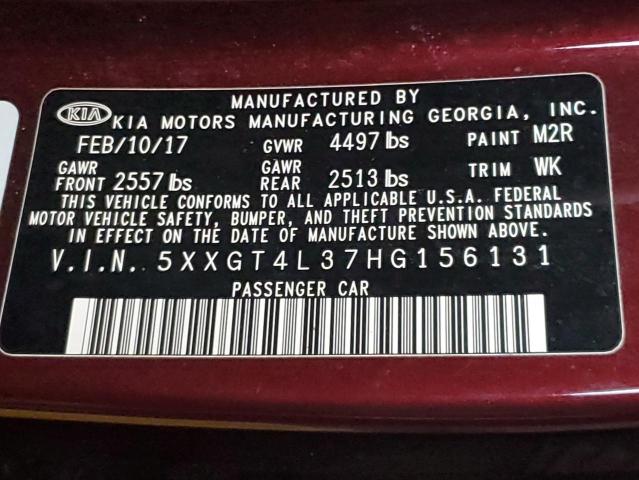 MANUFACTURED BY
KIA KIA MOTORS MANUFACTURING GEORGIA, INC.
FEB/10/17 GVWR 4497 lbs PAINT M2R
GAWR FRONT 2557 lbs GAWR REAR 2513 lbs TRIM WK
THIS VEHICLE CONFORMS TO ALL APPLICABLE U.S.A. FEDERAL
MOTOR VEHICLE SAFETY, BUMPER, AND THEFT PREVENTION STANDARDS
IN EFFECT ON THE DATE OF MANUFACTURE SHOWN ABOVE.
V.I.N. 5XXGT4L37HG156131
PASSENGER CAR